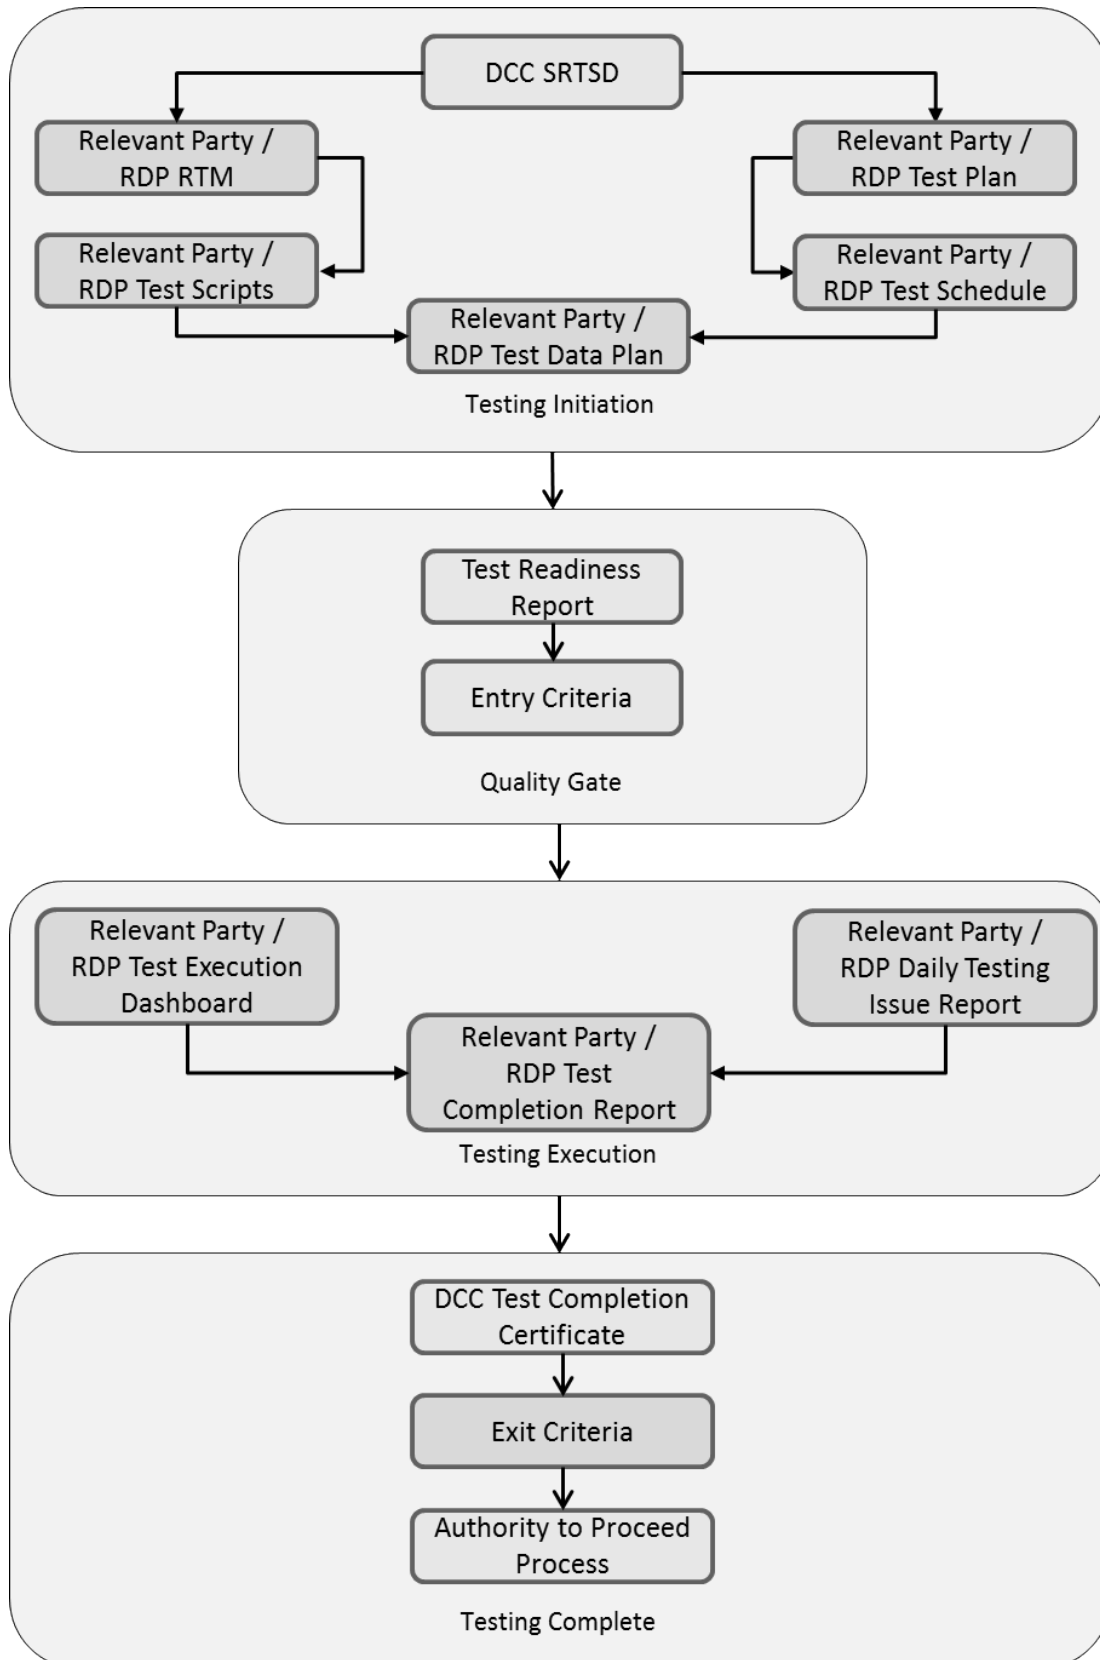 DCC SRTSD
Relevant Party /
RDP RTM
Relevant Party /
RDP Test Plan
Relevant Party /
RDP Test Scripts
Relevant Party /
RDP Test Schedule
Relevant Party /
RDP Test Data Plan
Testing Initiation
Test Readiness
Report
Entry Criteria
Quality Gate
Relevant Party /
RDP Test Execution
Dashboard
Relevant Party /
RDP Daily Testing
Issue Report
Relevant Party /
RDP Test
Completion Report
Testing Execution
DCC Test Completion
Certificate
Exit Criteria
Authority to Proceed
Process
Testing Complete